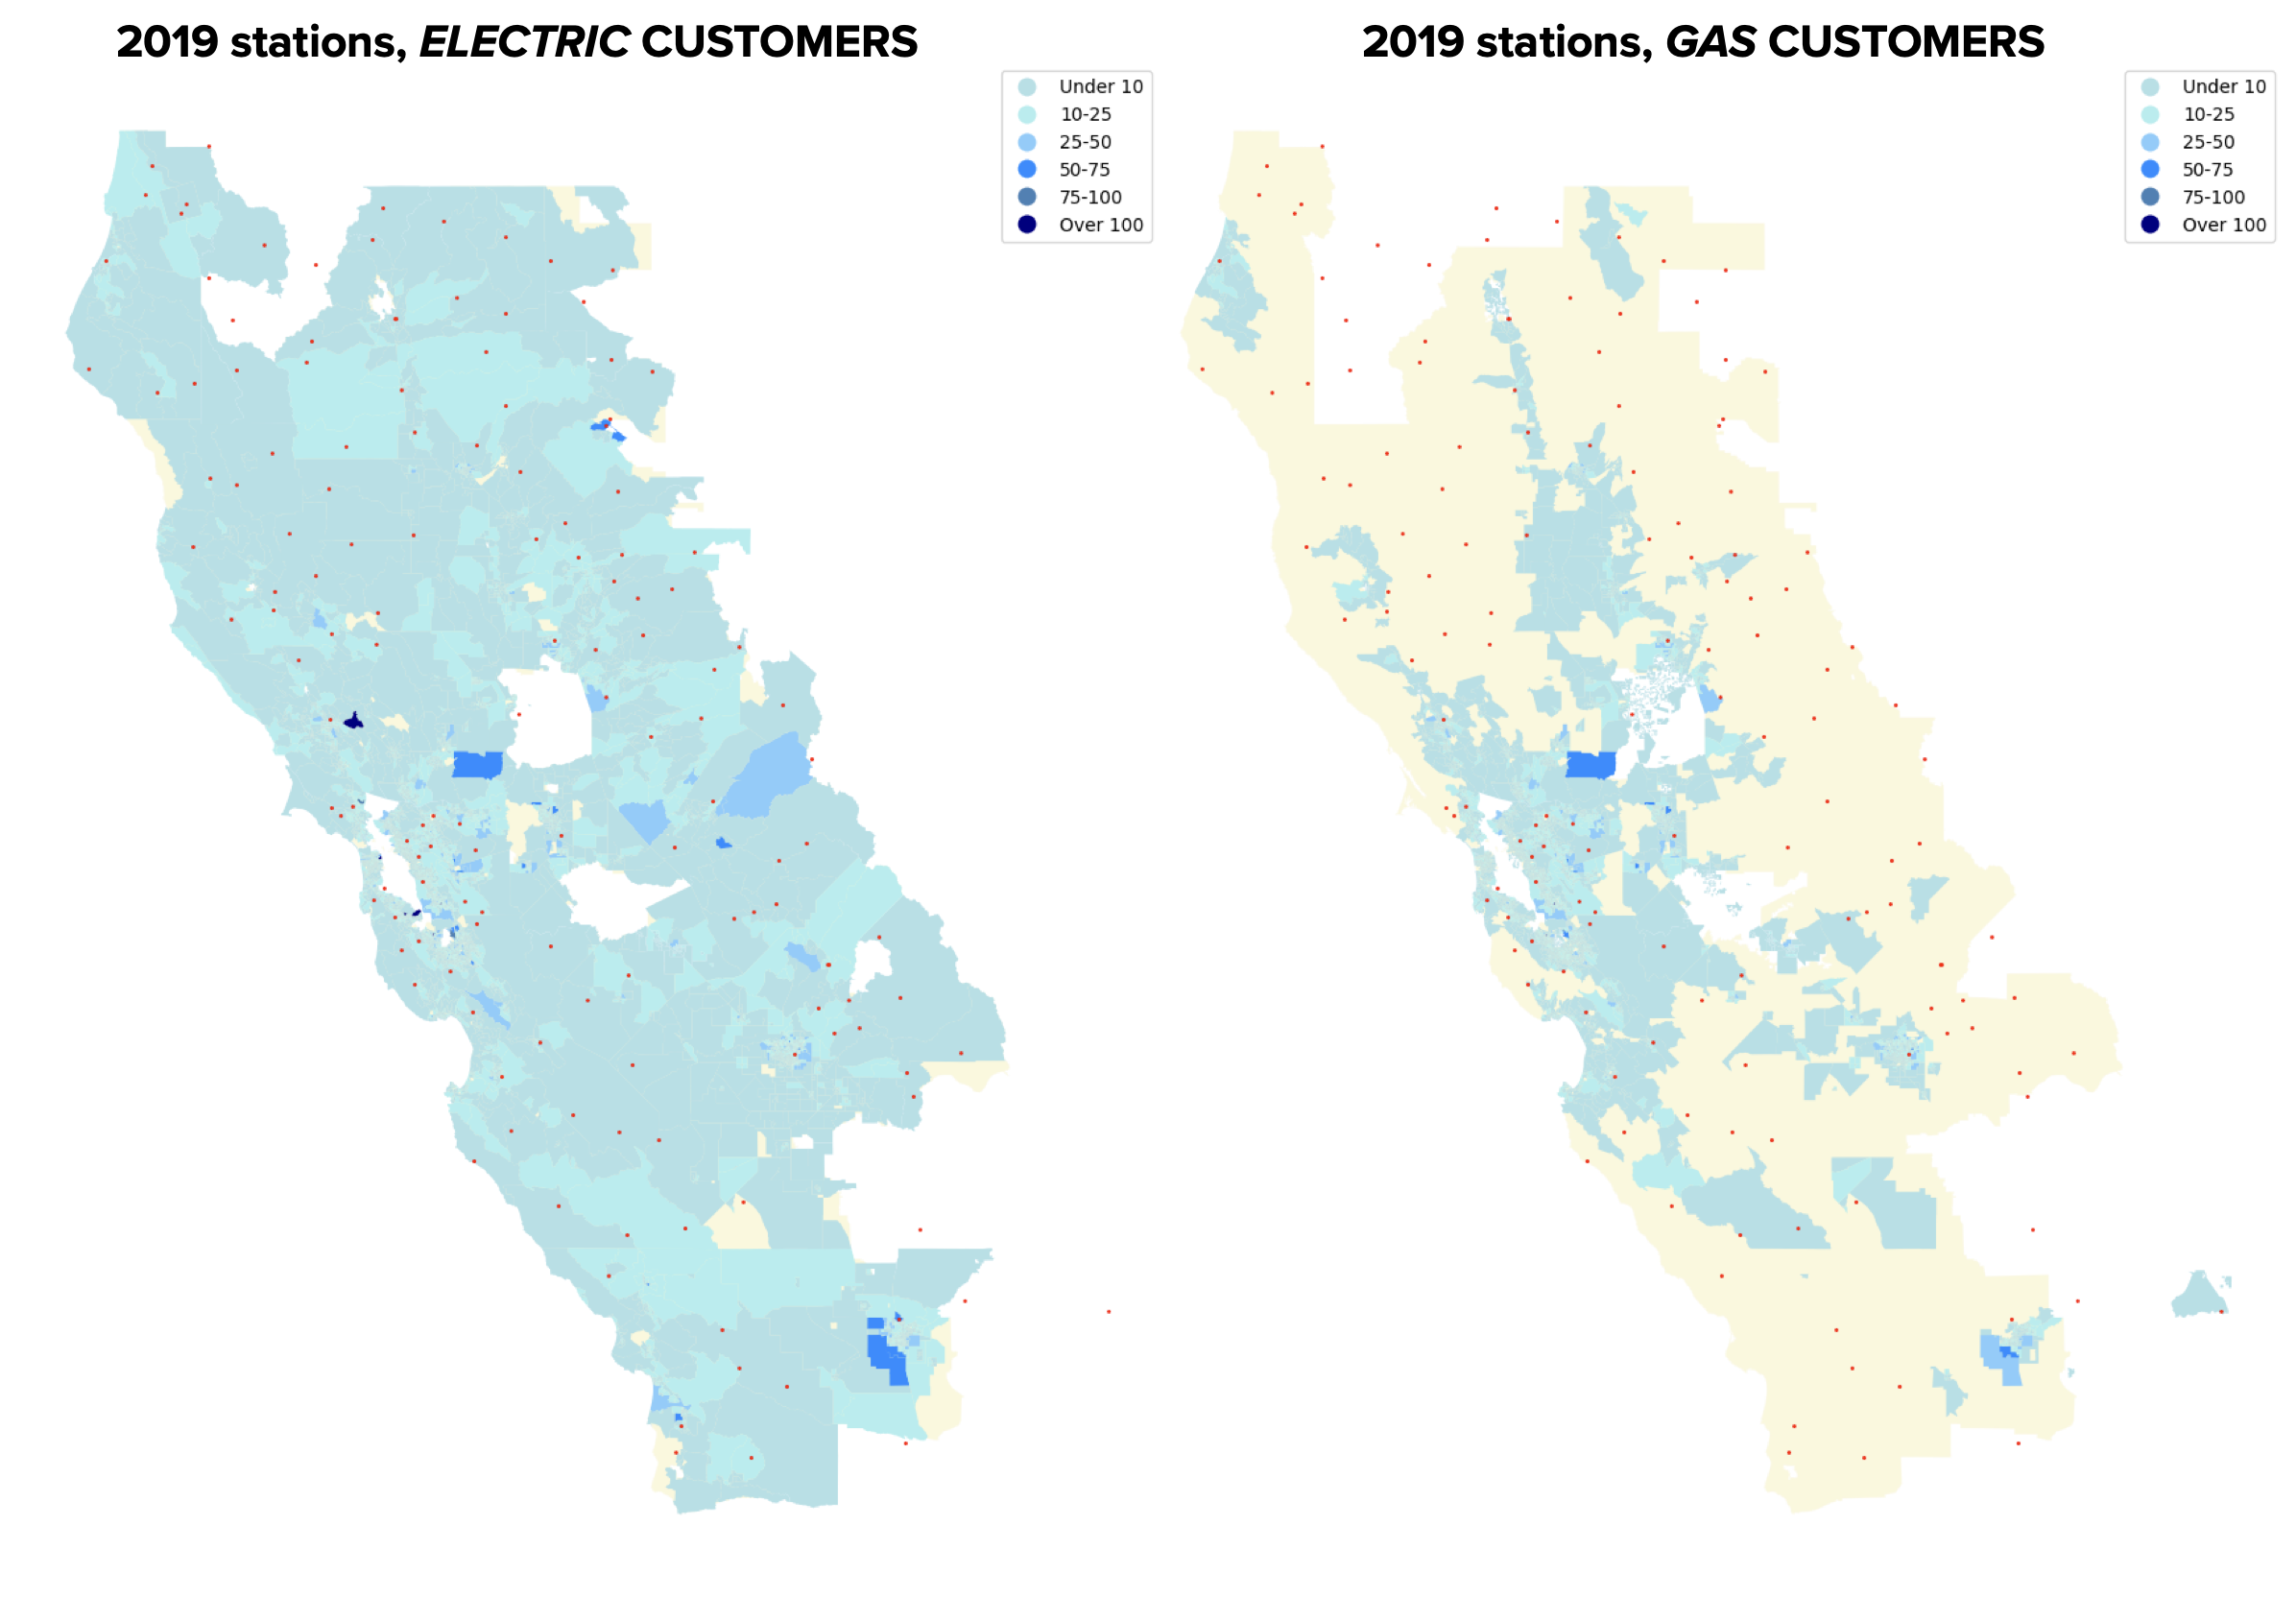 2019 stations, ELECTRIC CUSTOMERS
Under 10
10-25
25-50
50-75
75-100
Over 100
2019 stations, GAS CUSTOMERS
Under 10
10-25
25-50
50-75
75-100
Over 100